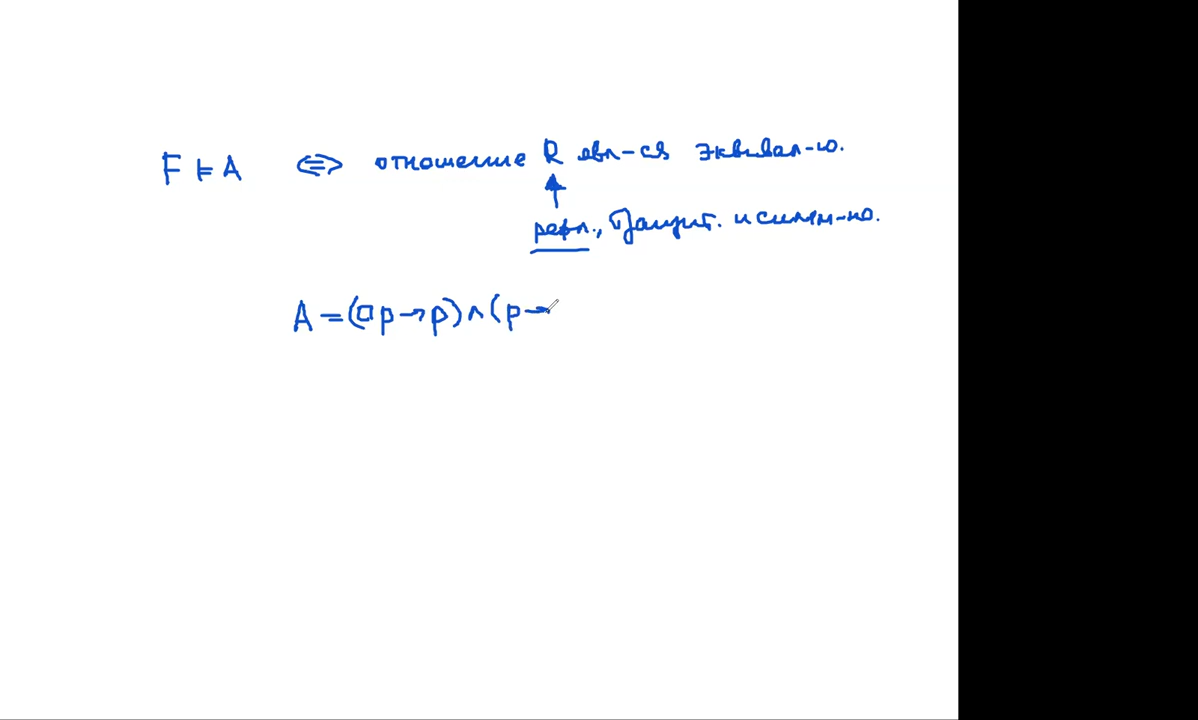 F ⊨ A ⇔ отношение R явл-ся эквивал-ю.
рефл., транзит. и симм-но.
A = (□p→p)∧(p→